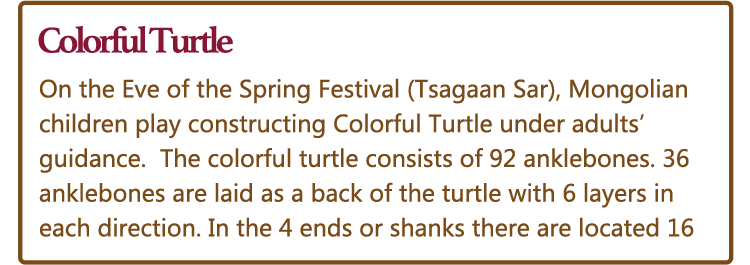 Colorful Turtle
On the Eve of the Spring Festival (Tsagaan Sar), Mongolian
children play constructing Colorful Turtle under adults’
guidance.  The colorful turtle consists of 92 anklebones. 36
anklebones are laid as a back of the turtle with 6 layers in
each direction. In the 4 ends or shanks there are located 16